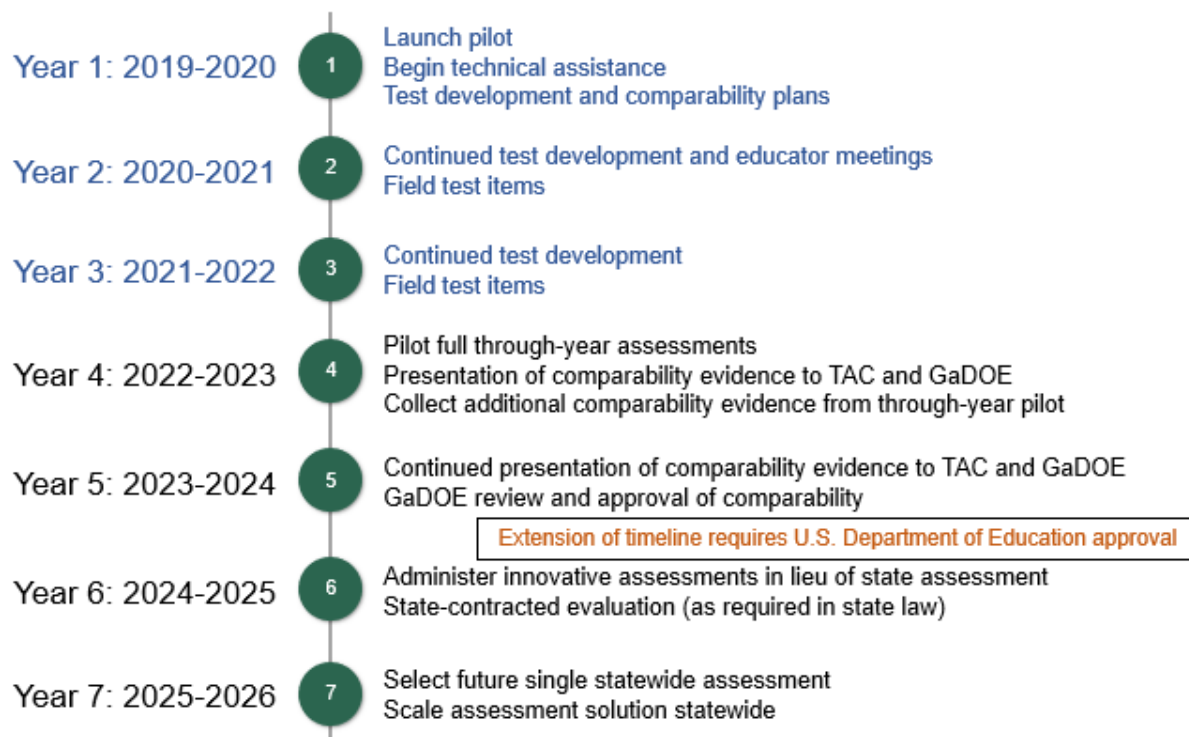 Year 1: 2019-2020
1
Launch pilot
Begin technical assistance
Test development and comparability plans
Year 2: 2020-2021
2
Continued test development and educator meetings
Field test items
Year 3: 2021-2022
3
Continued test development
Field test items
Year 4: 2022-2023
4
Pilot full through-year assessments
Presentation of comparability evidence to TAC and GaDOE
Collect additional comparability evidence from through-year pilot
Year 5: 2023-2024
5
Continued presentation of comparability evidence to TAC and GaDOE
GaDOE review and approval of comparability
Extension of timeline requires U.S. Department of Education approval
Year 6: 2024-2025
6
Administer innovative assessments in lieu of state assessment
State-contracted evaluation (as required in state law)
Year 7: 2025-2026
7
Select future single statewide assessment
Scale assessment solution statewide